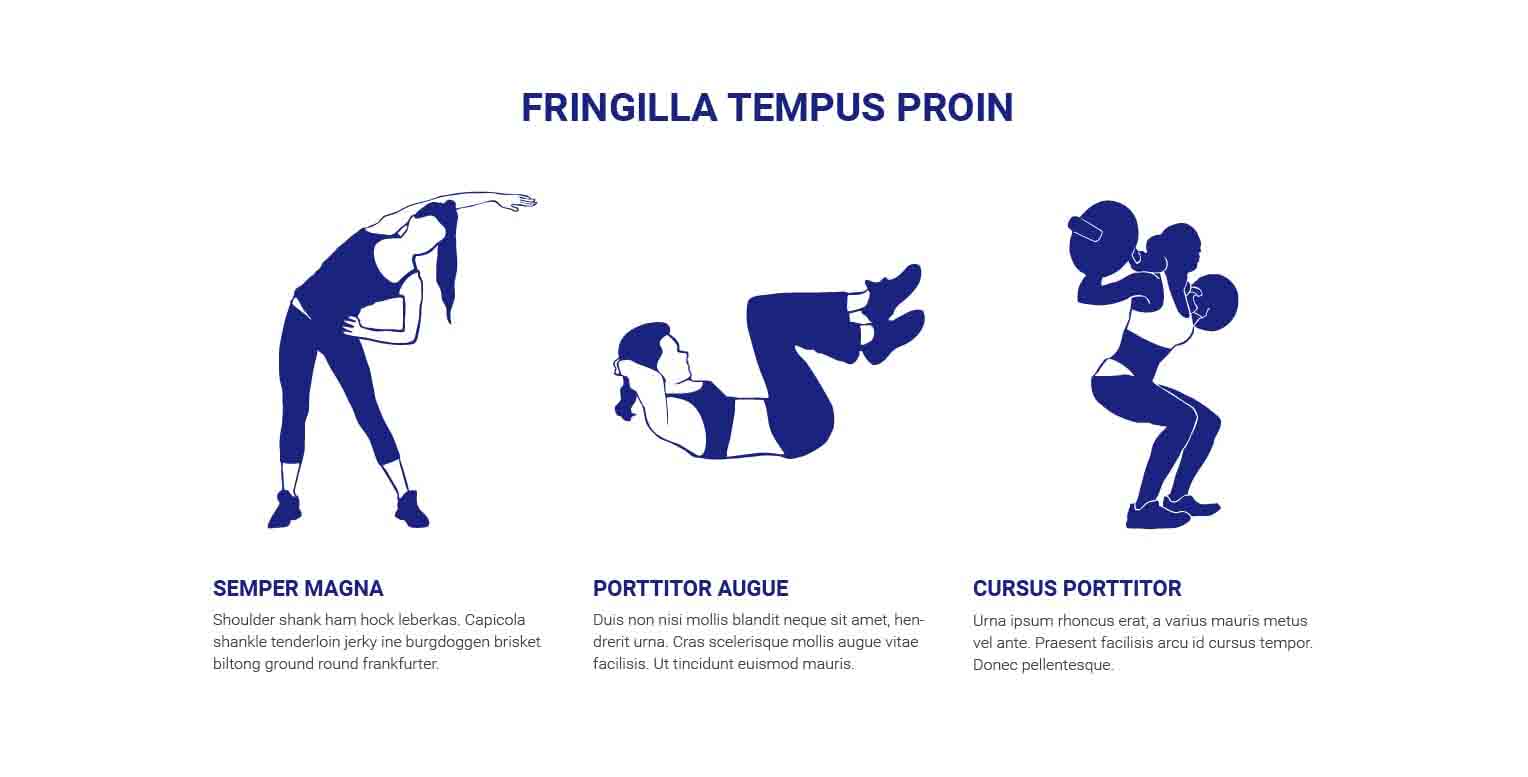 FRINGILLA TEMPUS PROIN
SEMPER MAGNA
Shoulder shank ham hock leberkas. Capicola
shankle tenderloin jerky ine burgdoggen brisket
biltong ground round frankfurter.
PORTTITOR AUGUE
Duis non nisi mollis blandit neque sit amet, hen-
drerit urna. Cras scelerisque mollis augue vitae
facilisis. Ut tincidunt euismod mauris.
CURSUS PORTTITOR
Urna ipsum rhoncus erat, a varius mauris metus
vel ante. Praesent facilisis arcu id cursus tempor.
Donec pellentesque.